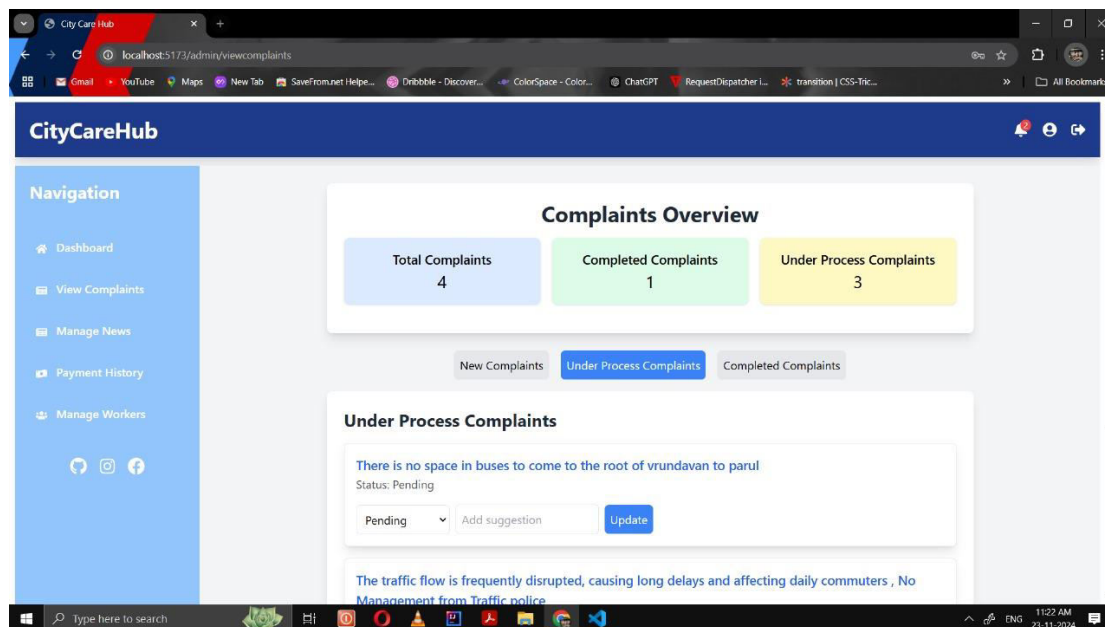 City Care Hub
localhost:5173/admin/viewcomplaints
Gmail YouTube Maps New Tab SaveFrom.net Helpe... Dribbble - Discover... ColorSpace - Color... ChatGPT RequestDispatcher i... transition | CSS-Tric... » All Bookmarks
CityCareHub
2
Navigation
Dashboard
View Complaints
Manage News
Payment History
Manage Workers
Complaints Overview
Total Complaints
4
Completed Complaints
1
Under Process Complaints
3
New Complaints Under Process Complaints Completed Complaints
Under Process Complaints
There is no space in buses to come to the root of vrundavan to parul
Status: Pending
Pending Add suggestion Update
The traffic flow is frequently disrupted, causing long delays and affecting daily commuters , No
Management from Traffic police
Type here to search
ENG
11:22 AM
23-11-2024